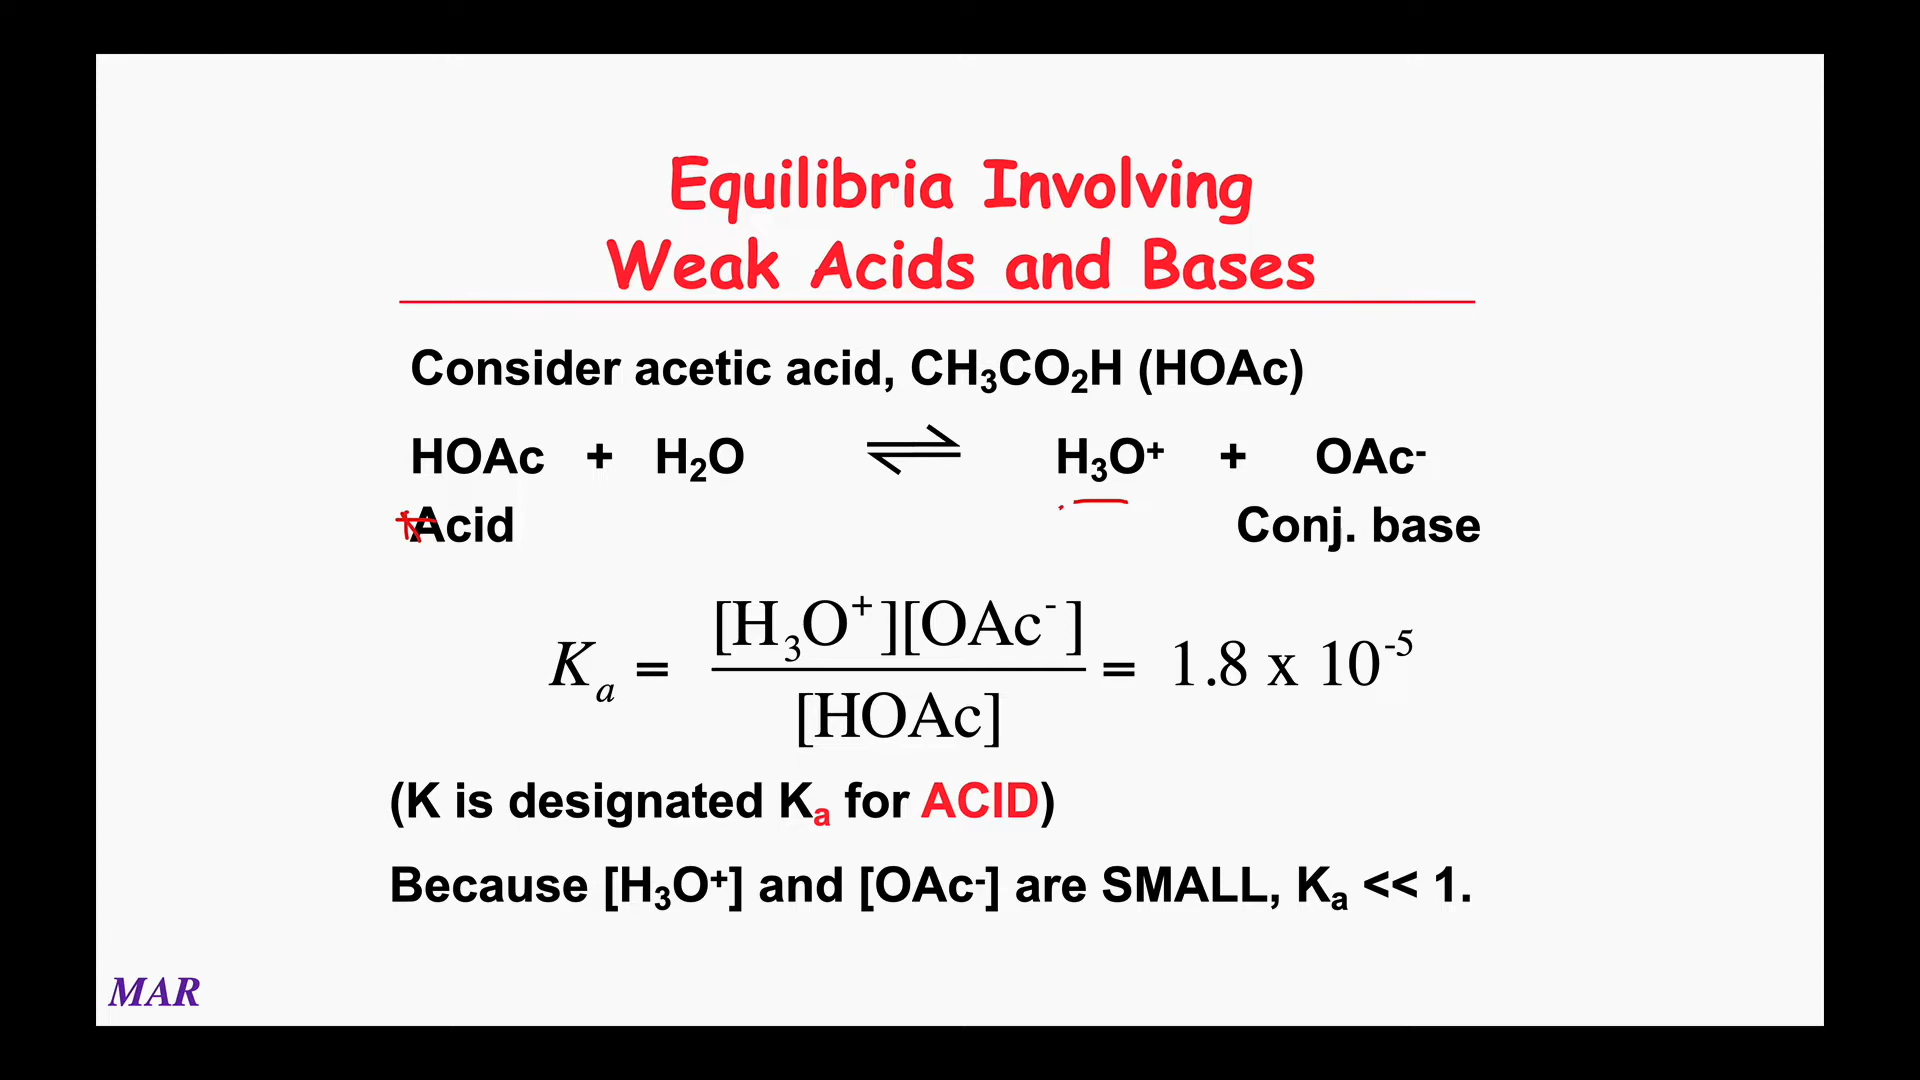 Equilibria Involving
Weak Acids and Bases
Consider acetic acid, CH₃CO₂H (HOAc)
HOAc + H₂O ⇌ H₃O⁺ + OAc⁻
Acid Conj. base
Kₐ = [H₃O⁺][OAc⁻] / [HOAc] = 1.8 x 10⁻⁵
(K is designated Kₐ for ACID)
Because [H₃O⁺] and [OAc⁻] are SMALL, Kₐ << 1.
MAR